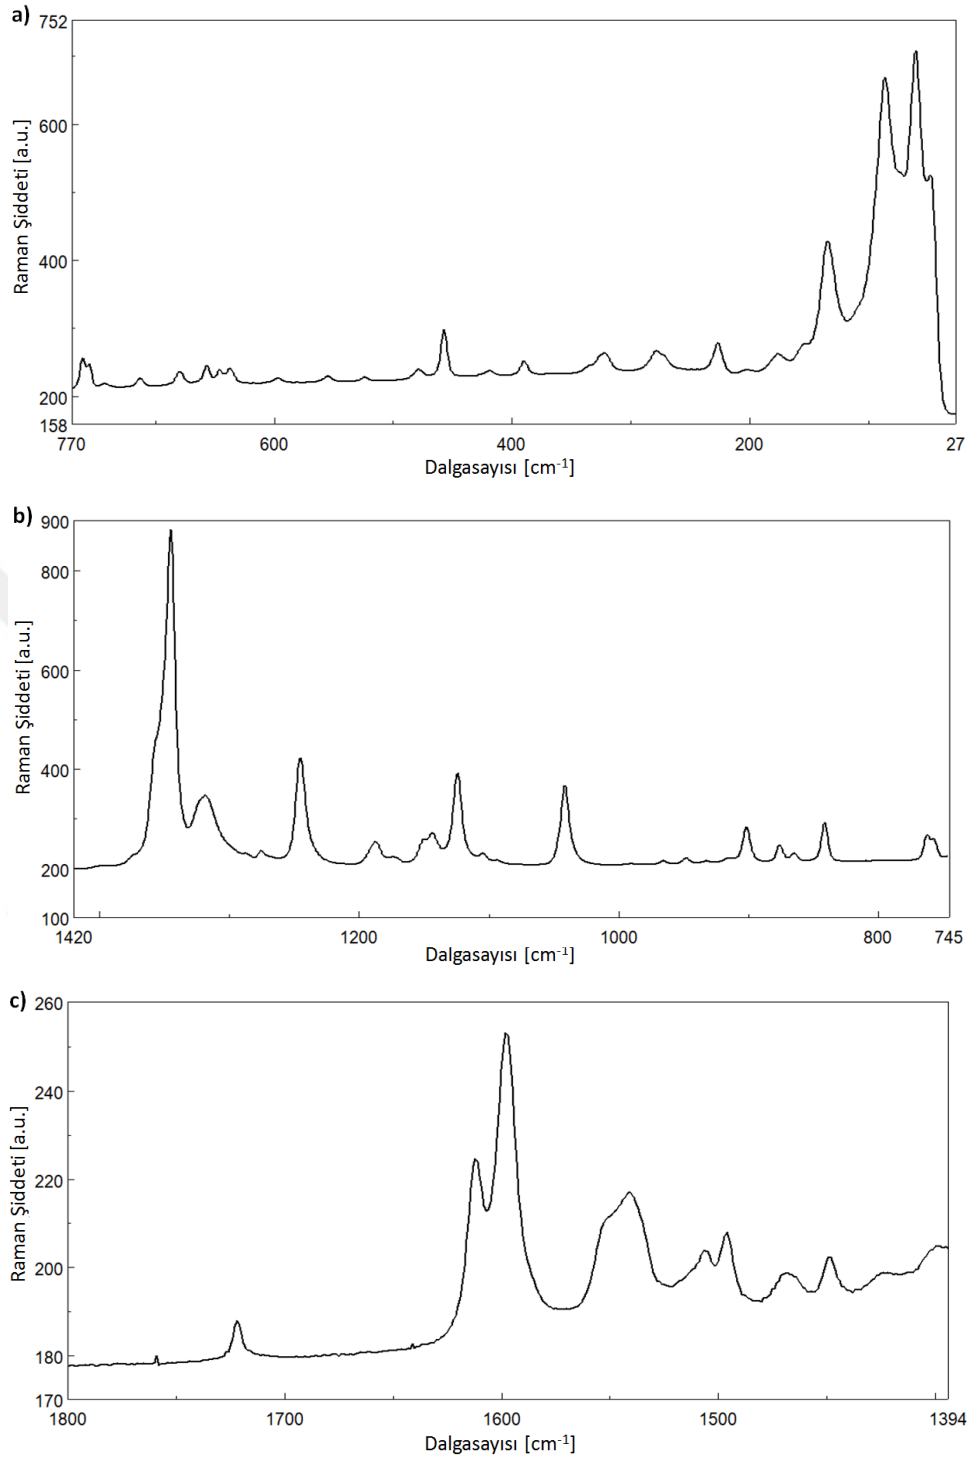 a)
752
600
400
200
158
Raman Şiddeti [a.u.]
770 600 400 200 27
Dalgasayısı [cm-1]
b)
900
800
600
400
200
100
Raman Şiddeti [a.u.]
1420 1200 1000 800 745
Dalgasayısı [cm-1]
c)
260
240
220
200
180
170
Raman Şiddeti [a.u.]
1800 1700 1600 1500 1394
Dalgasayısı [cm-1]